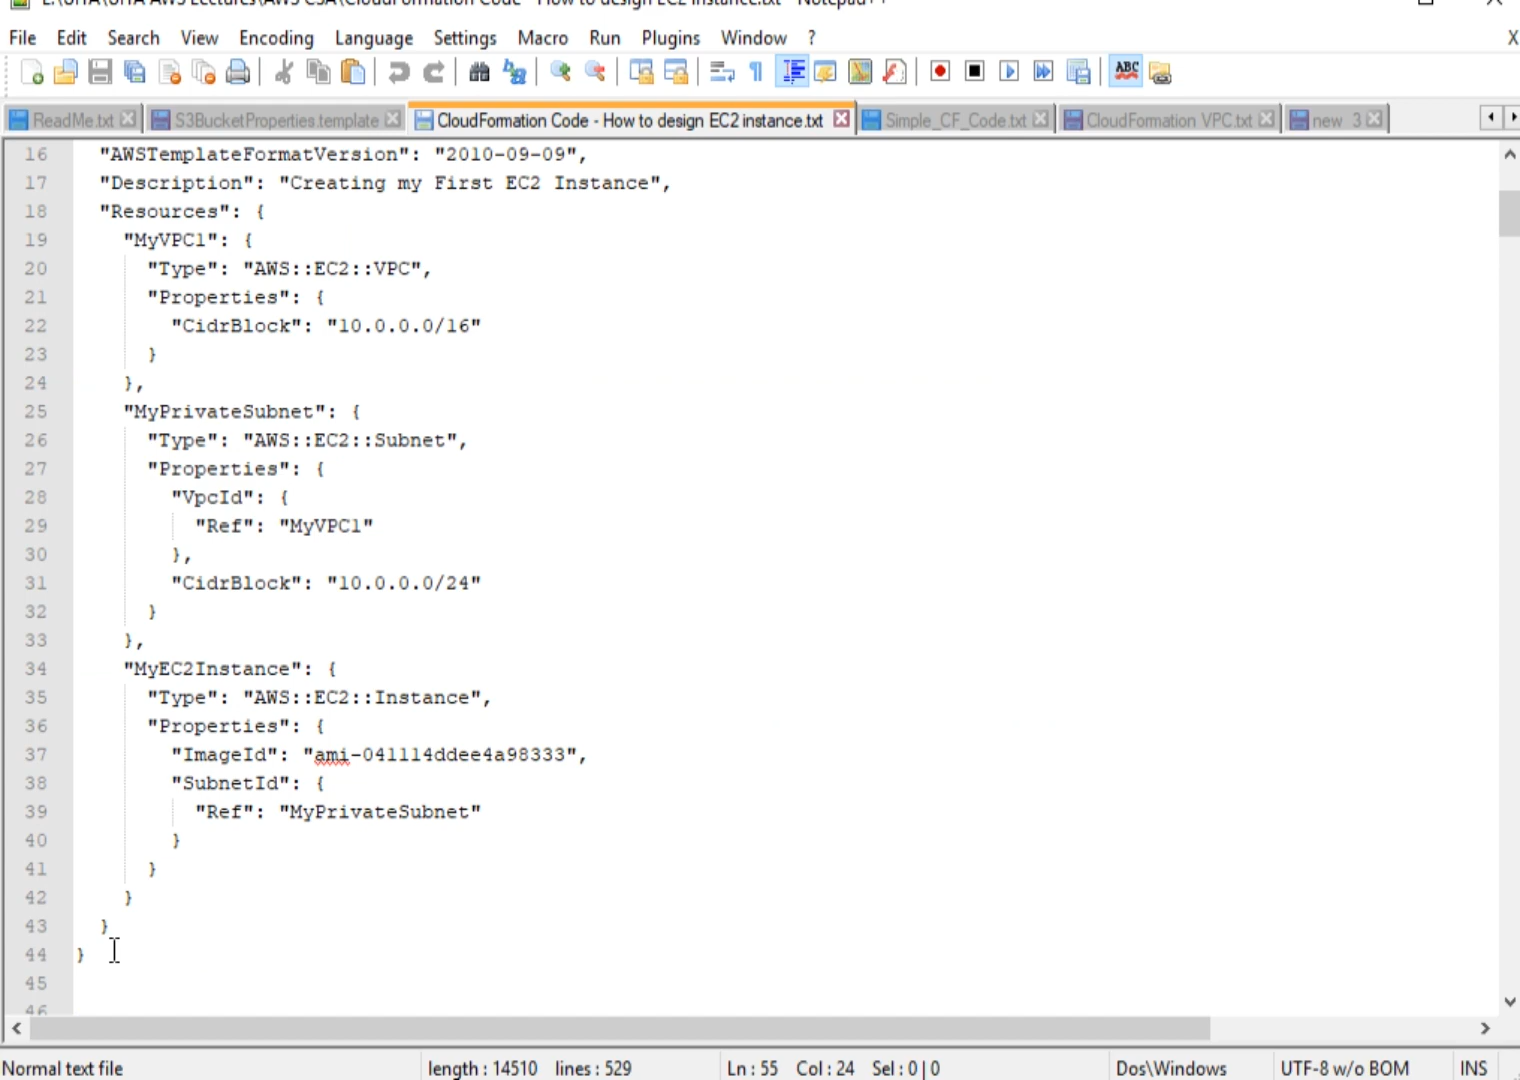 File Edit Search View Encoding Language Settings Macro Run Plugins Window ? X
ReadMe.txt S3BucketProperties.template CloudFormation Code - How to design EC2 instance.txt Simple_CF_Code.txt CloudFormation VPC.txt new 3
16 "AWSTemplateFormatVersion": "2010-09-09",
17 "Description": "Creating my First EC2 Instance",
18 "Resources": {
19 "MyVPC1": {
20 "Type": "AWS::EC2::VPC",
21 "Properties": {
22 "CidrBlock": "10.0.0.0/16"
23 }
24 },
25 "MyPrivateSubnet": {
26 "Type": "AWS::EC2::Subnet",
27 "Properties": {
28 "VpcId": {
29 "Ref": "MyVPC1"
30 },
31 "CidrBlock": "10.0.0.0/24"
32 }
33 },
34 "MyEC2Instance": {
35 "Type": "AWS::EC2::Instance",
36 "Properties": {
37 "ImageId": "ami-041114ddee4a98333",
38 "SubnetId": {
39 "Ref": "MyPrivateSubnet"
40 }
41 }
42 }
43 }
44 }
45
46
Normal text file length : 14510 lines : 529 Ln : 55 Col : 24 Sel : 0 | 0 Dos\Windows UTF-8 w/o BOM INS